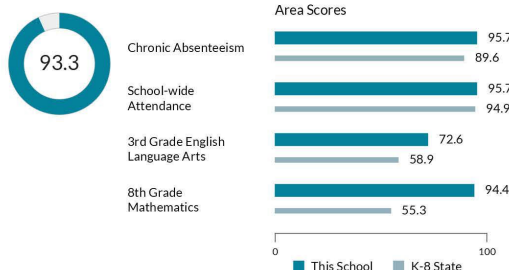 Area Scores
93.3
Chronic Absenteeism
95.7
89.6
School-wide
Attendance
95.7
94.9
3rd Grade English
Language Arts
72.6
58.9
8th Grade
Mathematics
94.4
55.3
0
100
This School
K-8 State